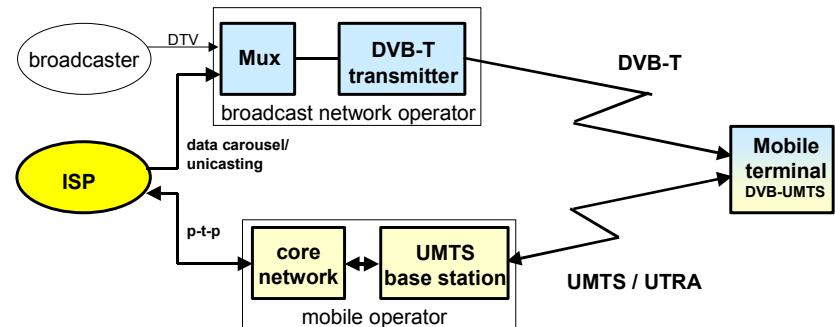 broadcaster
DTV
Mux
DVB-T
transmitter
broadcast network operator
DVB-T
data carousel/
unicasting
ISP
Mobile
terminal
DVB-UMTS
p-t-p
core
network
UMTS
base station
UMTS / UTRA
mobile operator